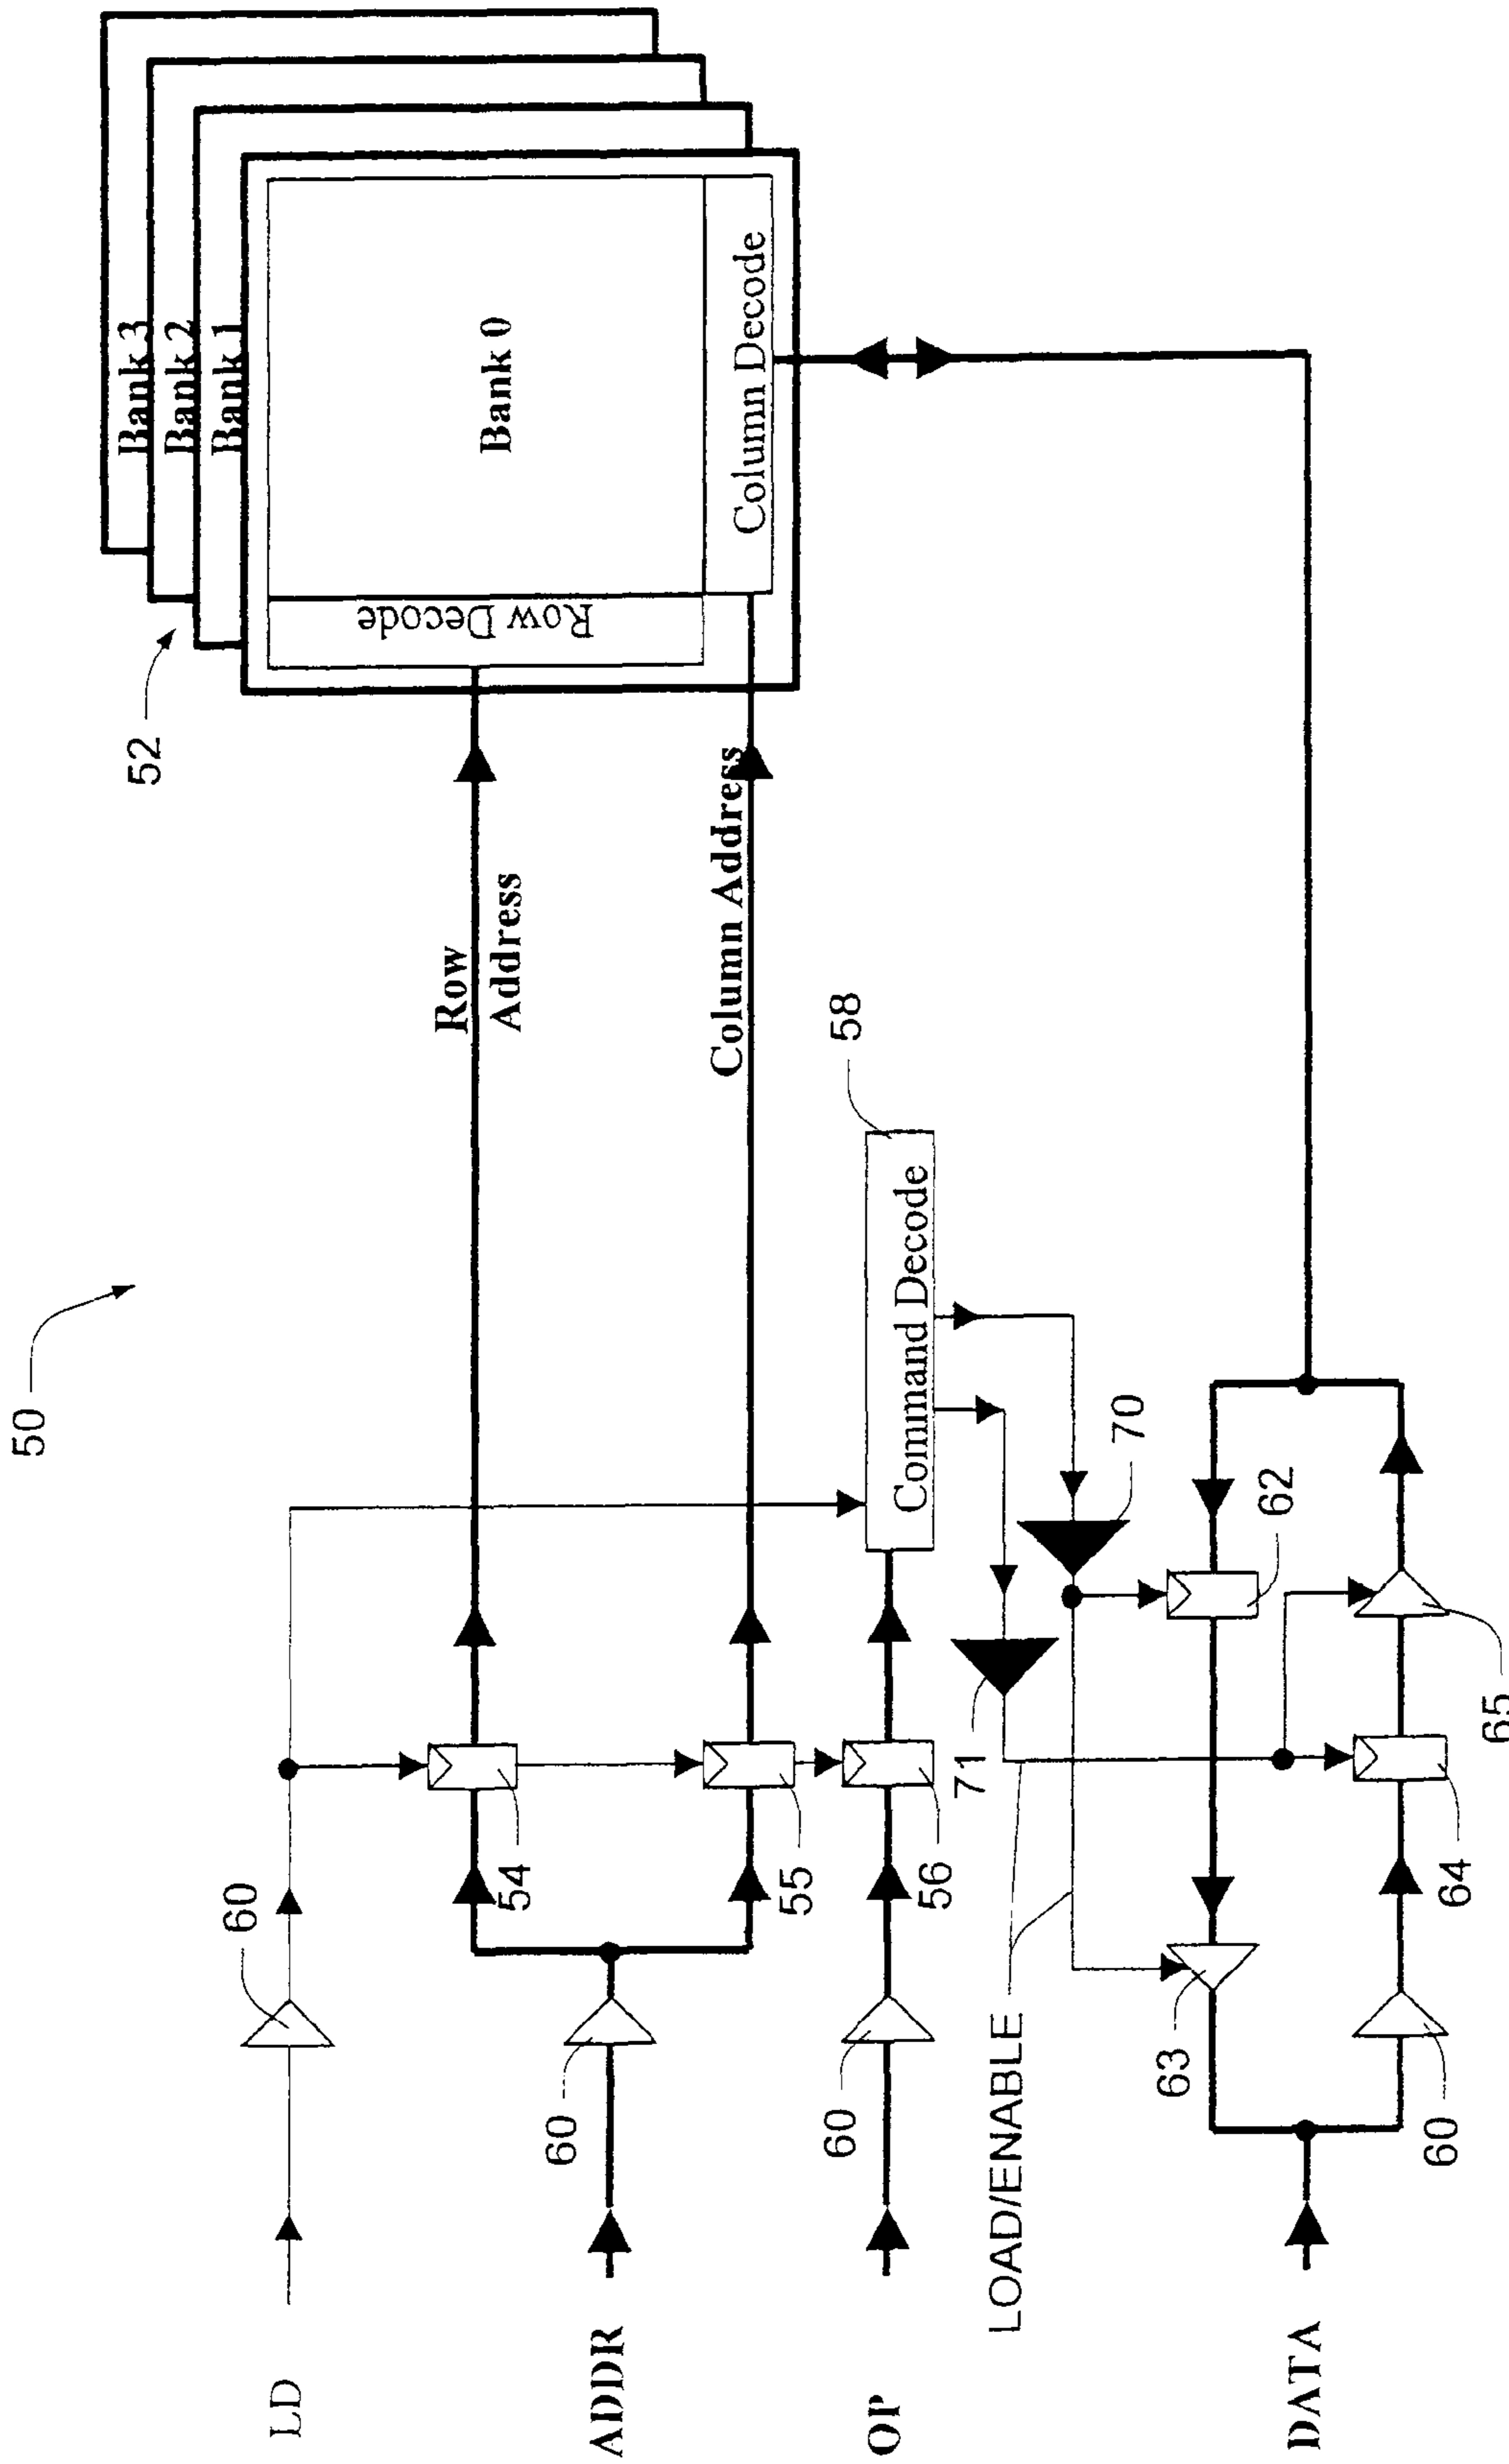 50
52
Bank 3
Bank 2
Bank 1
Bank 0
Row Decode
Column Decode
Row
Address
Column Address
58
Command Decode
LD
60
54
ADDR
60
55
OP
60
56
LOAD/ENABLE
71
70
62
63
65
DATA
60
64